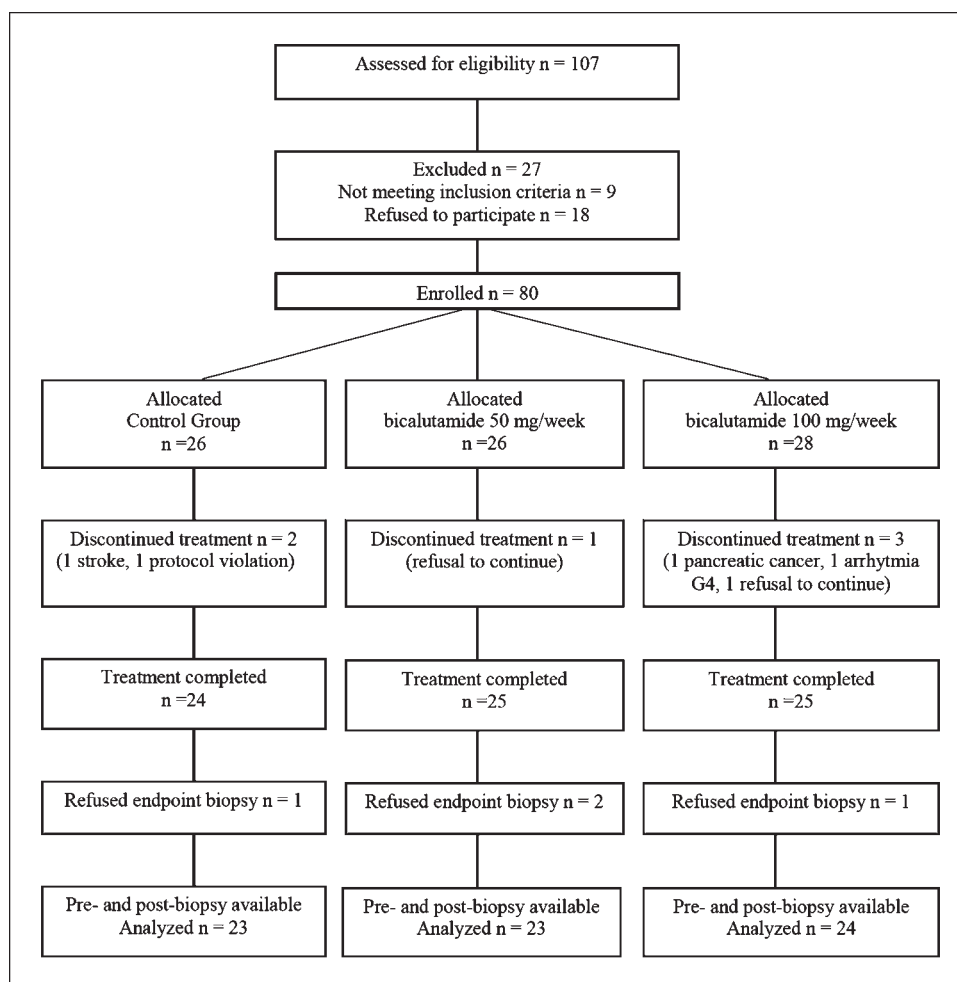 Assessed for eligibility n = 107
Excluded n = 27
Not meeting inclusion criteria n = 9
Refused to participate n = 18
Enrolled n = 80
Allocated
Control Group
n =26
Allocated
bicalutamide 50 mg/week
n =26
Allocated
bicalutamide 100 mg/week
n =28
Discontinued treatment n = 2
(1 stroke, 1 protocol violation)
Discontinued treatment n = 1
(refusal to continue)
Discontinued treatment n = 3
(1 pancreatic cancer, 1 arrhytmia
G4, 1 refusal to continue)
Treatment completed
n =24
Treatment completed
n =25
Treatment completed
n =25
Refused endpoint biopsy n = 1
Refused endpoint biopsy n = 2
Refused endpoint biopsy n = 1
Pre- and post-biopsy available
Analyzed n = 23
Pre- and post-biopsy available
Analyzed n = 23
Pre- and post-biopsy available
Analyzed n = 24